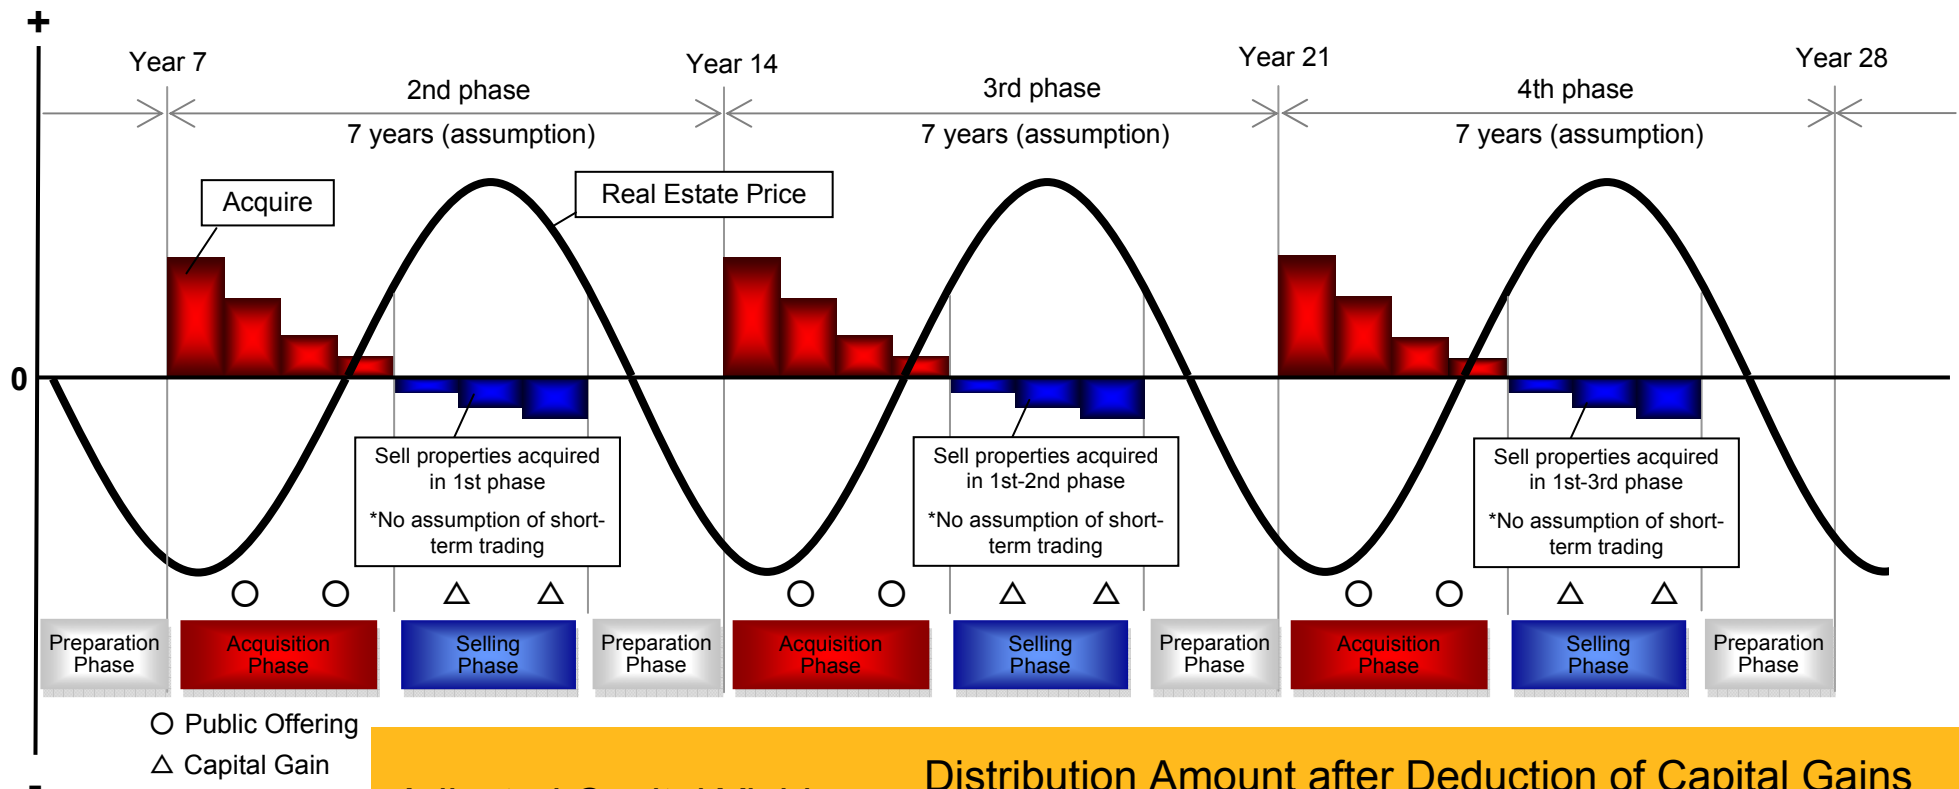 +
Year 7
Year 14
Year 21
Year 28
2nd phase
3rd phase
4th phase
7 years (assumption)
7 years (assumption)
7 years (assumption)
Acquire
Real Estate Price
0
Sell properties acquired
in 1st phase
*No assumption of short-
term trading
Sell properties acquired
in 1st-2nd phase
*No assumption of short-
term trading
Sell properties acquired
in 1st-3rd phase
*No assumption of short-
term trading
Preparation
Phase
Acquisition
Phase
Selling
Phase
Preparation
Phase
Acquisition
Phase
Selling
Phase
Preparation
Phase
Acquisition
Phase
Selling
Phase
Preparation
Phase
○ Public Offering
△ Capital Gain
-
Distribution Amount after Deduction of Capital Gains